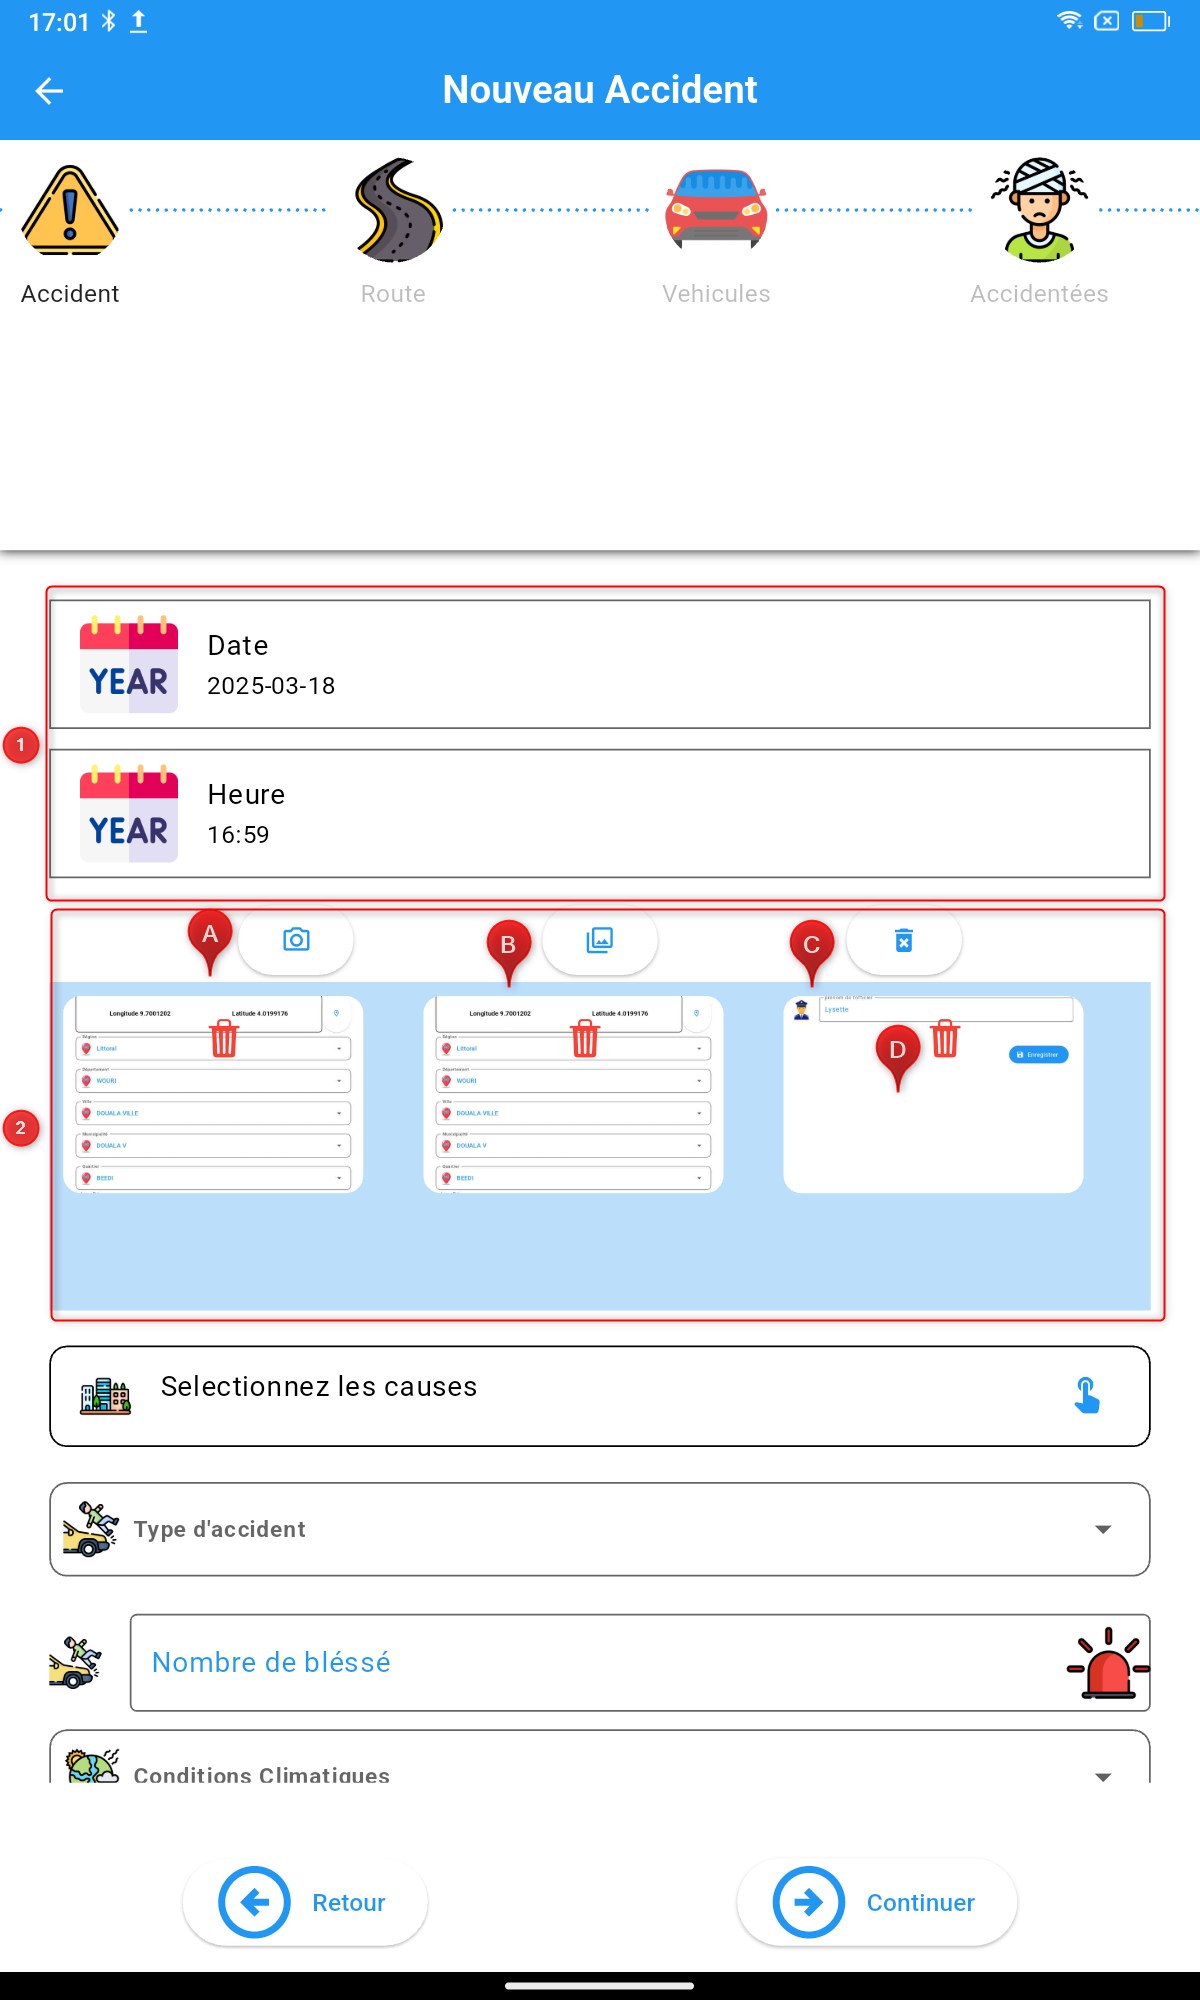 17:01
Nouveau Accident
Accident
Route
Vehicules
Accidentées
YEAR
Date
2025-03-18
1
YEAR
Heure
16:59
A
B
C
Longitude 9.7001202
Latitude 4.0199176
Littoral
WOURI
DOUALA VILLE
DOUALA V
BEEDI
Longitude 9.7001202
Latitude 4.0199176
Littoral
WOURI
DOUALA VILLE
DOUALA V
BEEDI
Lysette
D
Enregistrer
2
Selectionnez les causes
Type d'accident
Nombre de bléssé
Conditions Climatiques
Retour
Continuer